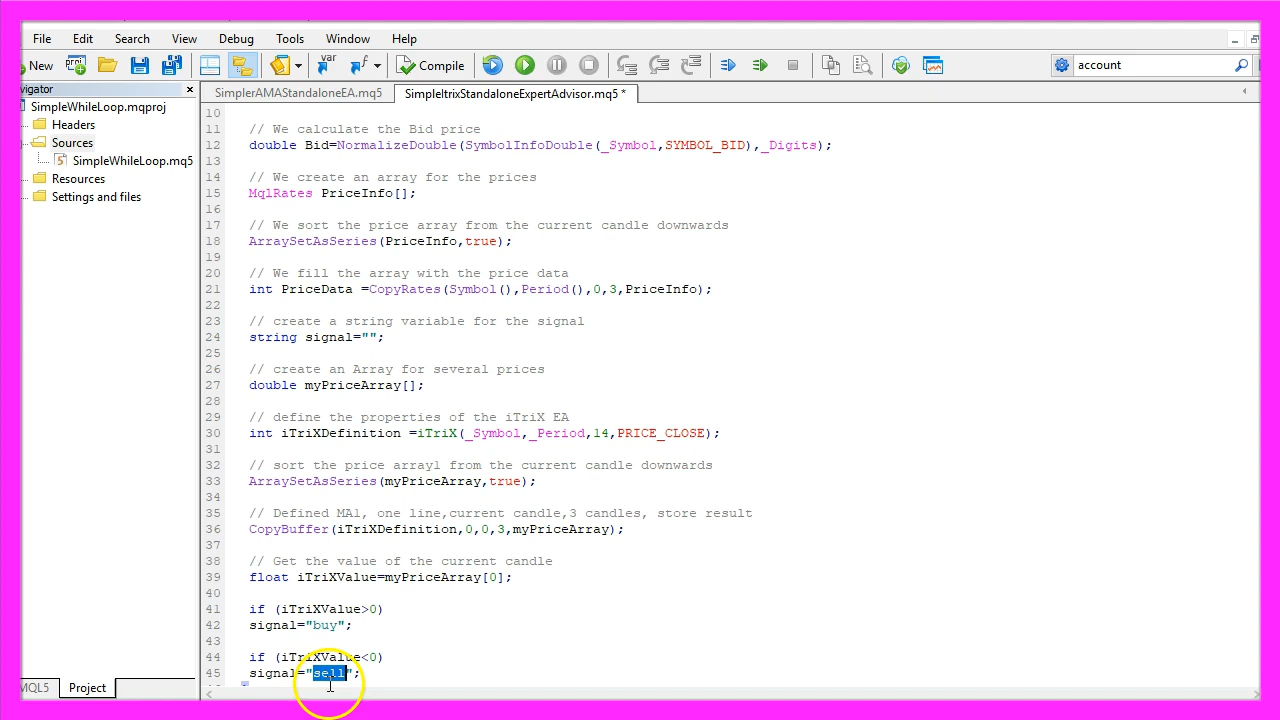 File Edit Search View Debug Tools Window Help
New Compile account
vigator
SimplerAMAStandaloneEA.mq5 SimpleItrixStandaloneExpertAdvisor.mq5 *
SimpleWhileLoop.mqproj
Headers
Sources
SimpleWhileLoop.mq5
Resources
Settings and files
10
11 // We calculate the Bid price
12 double Bid=NormalizeDouble(SymbolInfoDouble(_Symbol,SYMBOL_BID),_Digits);
13
14 // We create an array for the prices
15 MqlRates PriceInfo[];
16
17 // We sort the price array from the current candle downwards
18 ArraySetAsSeries(PriceInfo,true);
19
20 // We fill the array with the price data
21 int PriceData =CopyRates(Symbol(),Period(),0,3,PriceInfo);
22
23 // create a string variable for the signal
24 string signal="";
25
26 // create an Array for several prices
27 double myPriceArray[];
28
29 // define the properties of the iTriX EA
30 int iTriXDefinition =iTriX(_Symbol,_Period,14,PRICE_CLOSE);
31
32 // sort the price array1 from the current candle downwards
33 ArraySetAsSeries(myPriceArray,true);
34
35 // Defined MA1, one line,current candle,3 candles, store result
36 CopyBuffer(iTriXDefinition,0,0,3,myPriceArray);
37
38 // Get the value of the current candle
39 float iTriXValue=myPriceArray[0];
40
41 if (iTriXValue>0)
42 signal="buy";
43
44 if (iTriXValue<0)
45 signal="sell";
MQL5 Project